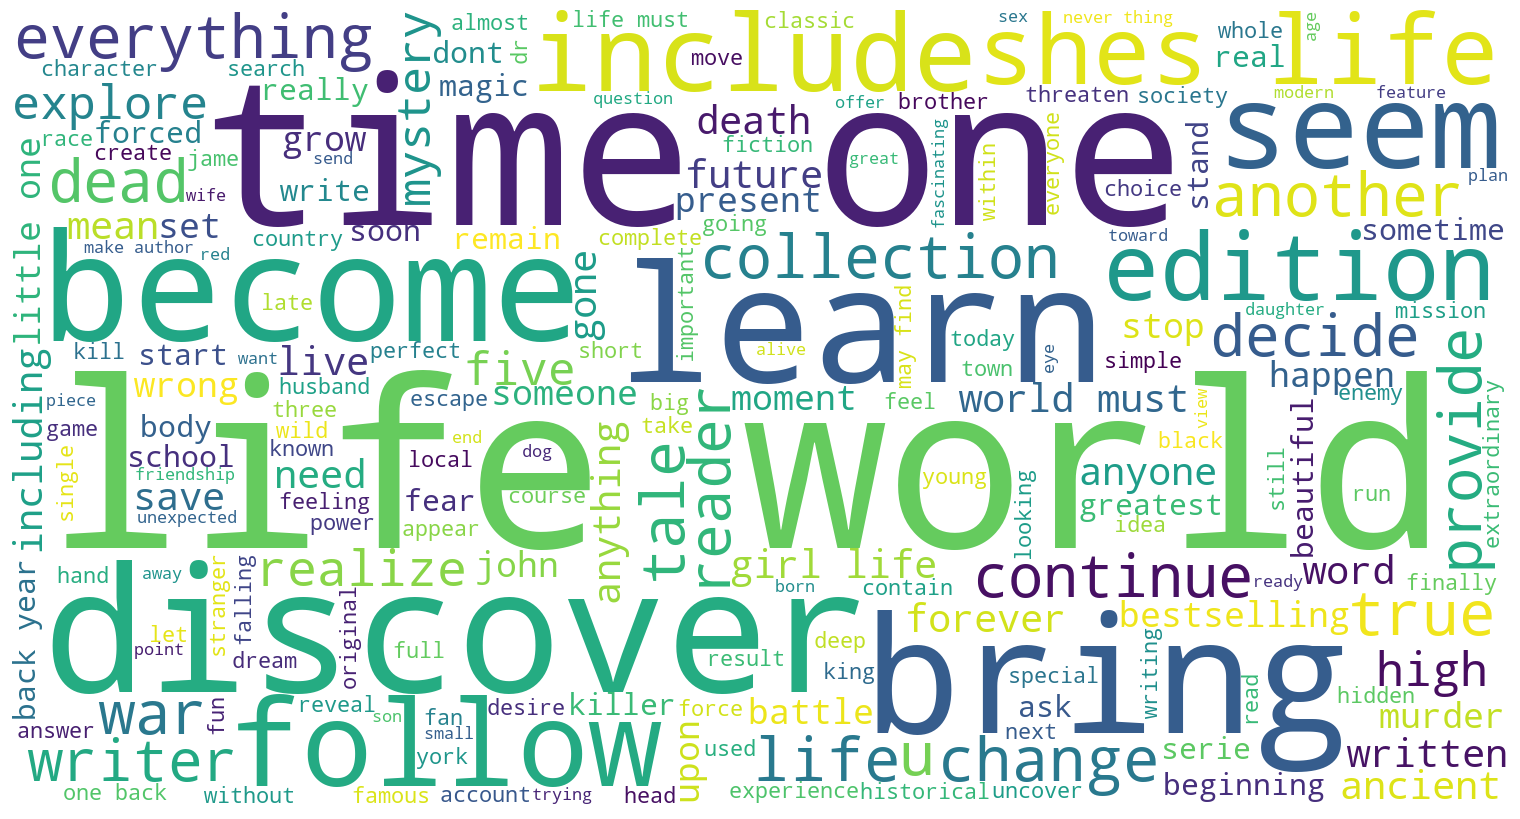 everything
almost
life must
classic
sex
never thing
age
whole
life
includes
shes
mystery
dont
dr
move
real
character
search
really
magic
question
offer
brother
threaten
society
modern
feature
explore
time one
death
seem
race
forced
grow
fiction
great
fascinating
within
everyone
stand
create
jame
send
future
choice
plan
dead
wife
write
present
another
mean
set
soon
going
country
remain
complete
toward
sometime
make author
red
become
gone
important
collection
edition
little one
late
learn
may find
daughter
mission
today
stop
decide
kill
start
want
live
perfect
five
short
alive
town
eye
simple
happen
provide
wrong
husband
someone
escape
big
moment
feel
world must
view
enemy
extraordinary
piece
three
take
reader
game
body
wild
end
tale
life world
black
beautiful
single
school
known
local
dog
anything
friendship
need
young
anyone
still
run
save
feeling
fear
course
greatest
unexpected
power
appear
idea
looking
including
realize
john
girl life
continue
word
hand
away
born
contain
ready
finally
back year
stranger
falling
original
discover
forever
bestselling
true
let
full
deep
point
dream
result
king
bring
special
writing
read
high
hidden
war
fun
reveal
son
fan
desire
killer
force
battle
ask
murder
answer
small
next
writer
follow
york
upon
used
life
u
change
serie
written
one back
without
famous
account
trying
head
experience
historical
uncover
beginning
ancient